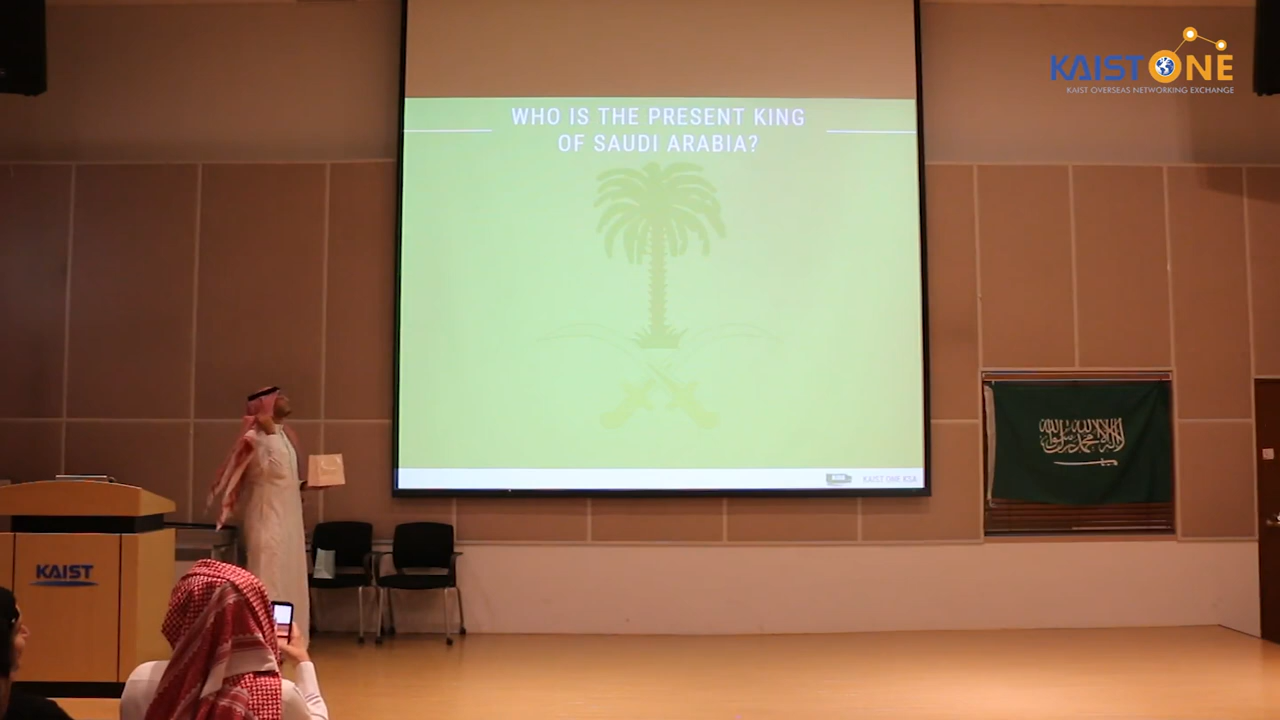 KAIST ONE
KAIST OVERSEAS NETWORKING EXCHANGE
WHO IS THE PRESENT KING
OF SAUDI ARABIA?
لا إله إلا الله محمد رسول الله
KAIST ONE KSA
KAIST